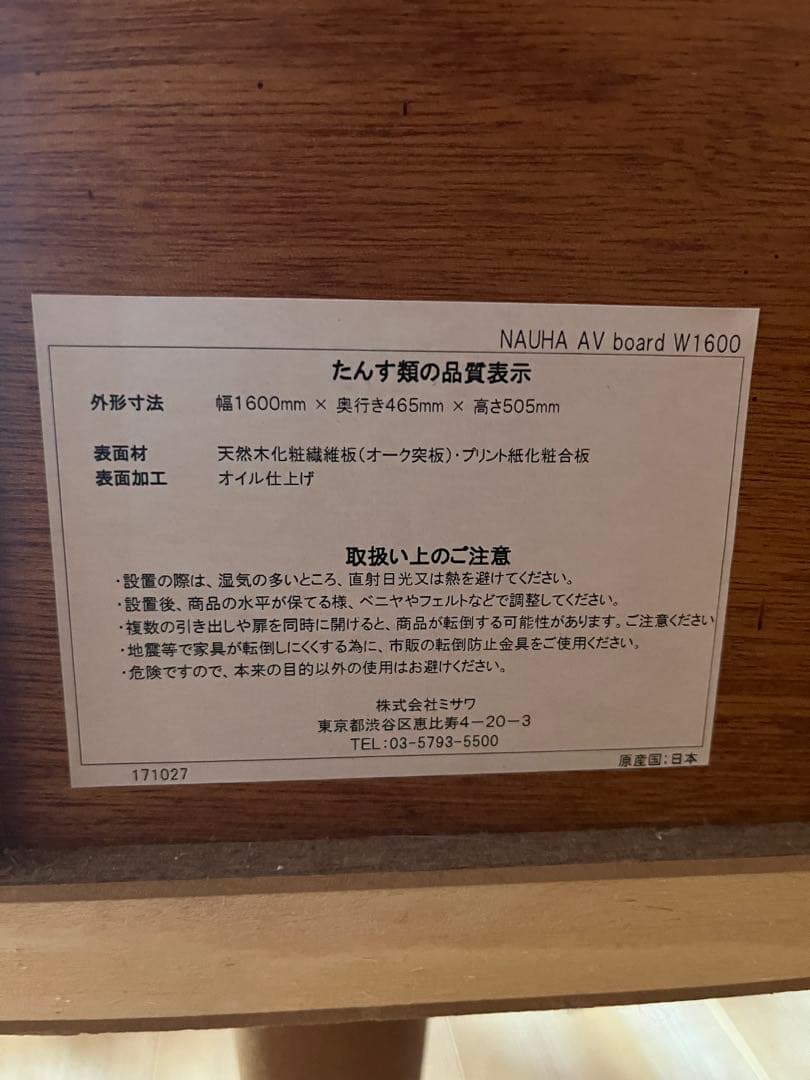 NAUHA AV board W1600
たんす類の品質表示
外形寸法 幅1600mm × 奥行き465mm × 高さ505mm
表面材 天然木化粧繊維板(オーク突板)・プリント紙化粧合板
表面加工 オイル仕上げ
取扱い上のご注意
・設置の際は、湿気の多いところ、直射日光又は熱を避けてください。
・設置後、商品の水平が保てる様、ベニヤやフェルトなどで調整してください。
・複数の引き出しや扉を同時に開けると、商品が転倒する可能性があります。ご注意ください
・地震等で家具が転倒しにくくする為に、市販の転倒防止金具をご使用ください。
・危険ですので、本来の目的以外の使用はお避けください。
株式会社ミサワ
東京都渋谷区恵比寿4-20-3
TEL:03-5793-5500
171027 原産国:日本